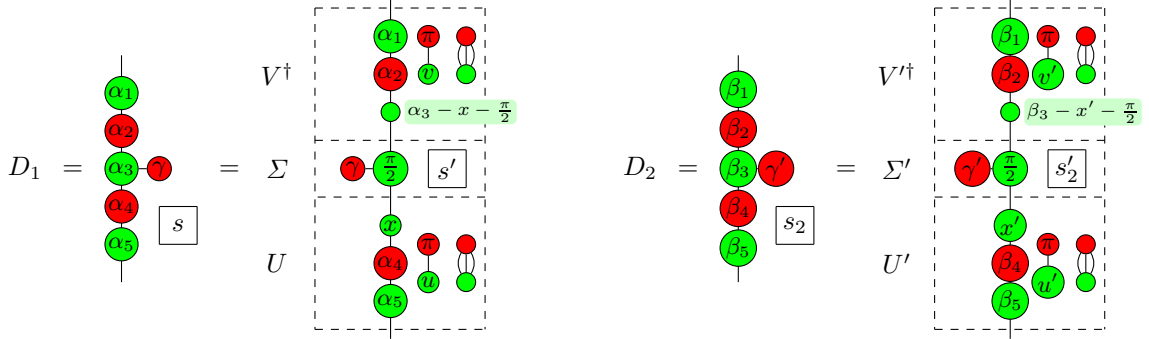 D₁ = α₁ α₂ α₃ γ α₄ α₅ s
= V† α₁ α₂ π v α₃ − x − π/2
Σ γ π/2 s′
U x α₄ α₅ π u
D₂ = β₁ β₂ β₃ γ′ β₄ β₅ s₂
= V′† β₁ β₂ π v′ β₃ − x′ − π/2
Σ′ γ′ π/2 s′₂
U′ x′ β₄ β₅ π u′